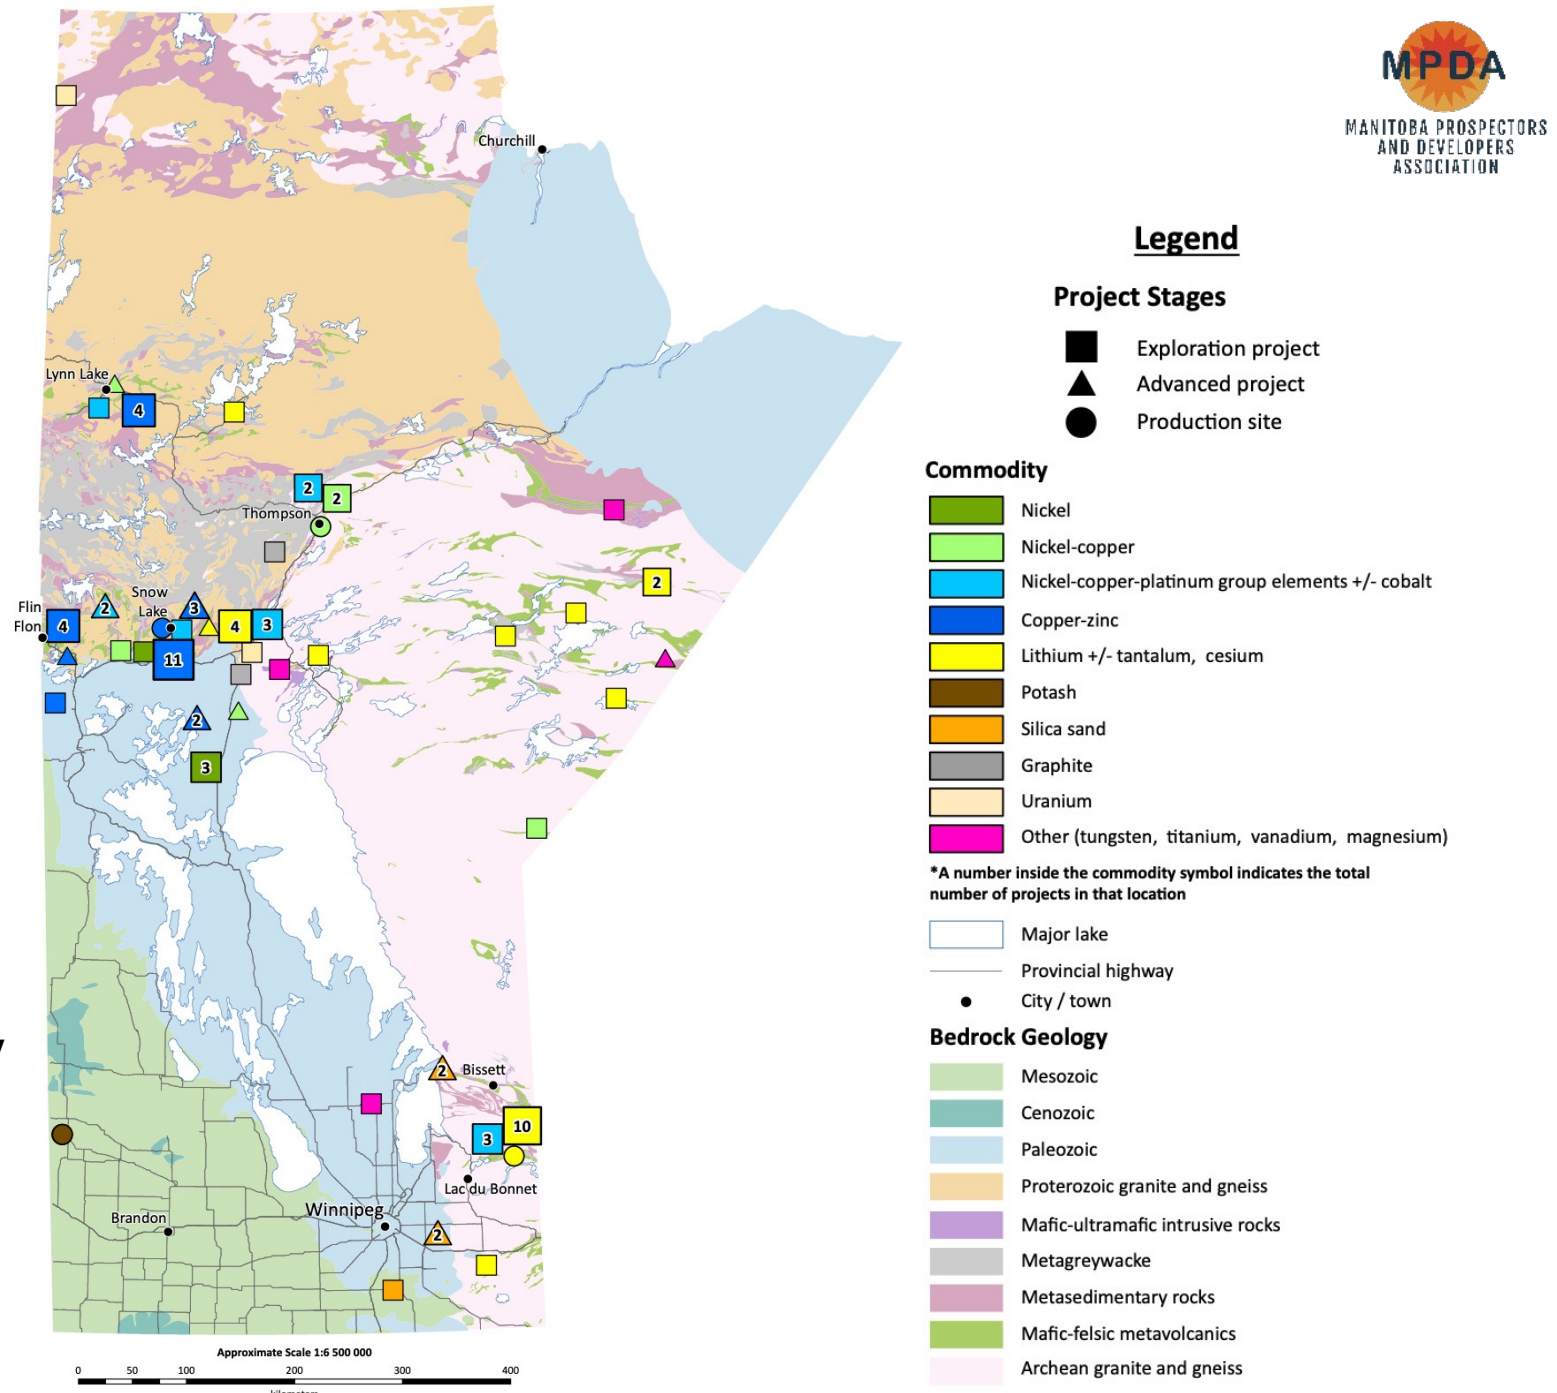 MPDA
MANITOBA PROSPECTORS
AND DEVELOPERS
ASSOCIATION
Churchill
Legend
Project Stages
Exploration project
Advanced project
Production site
Lynn Lake
4
Commodity
Nickel
Nickel-copper
Nickel-copper-platinum group elements +/- cobalt
Copper-zinc
Lithium +/- tantalum, cesium
Potash
Silica sand
Graphite
Uranium
Other (tungsten, titanium, vanadium, magnesium)
*A number inside the commodity symbol indicates the total
number of projects in that location
Major lake
Provincial highway
City / town
Bedrock Geology
Mesozoic
Cenozoic
Paleozoic
Proterozoic granite and gneiss
Mafic-ultramafic intrusive rocks
Metagreywacke
Metasedimentary rocks
Mafic-felsic metavolcanics
Archean granite and gneiss
2
2
Thompson
2
Snow
Lake
Flin
Flon
4
2
3
4
3
11
2
3
2
Bissett
10
3
Lac du Bonnet
Winnipeg
Brandon
2
Approximate Scale 1:6 500 000
0 50 100 200 300 400